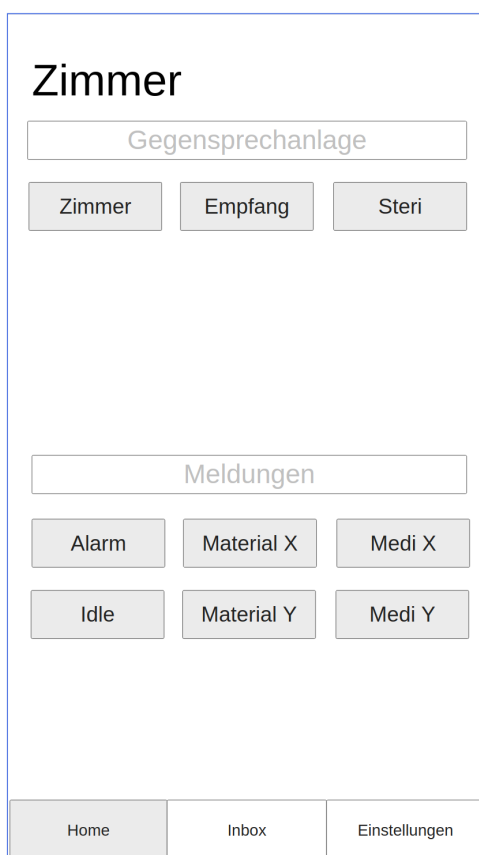 Zimmer
Gegensprechanlage
Zimmer Empfang Steri
Meldungen
Alarm Material X Medi X
Idle Material Y Medi Y
Home Inbox Einstellungen